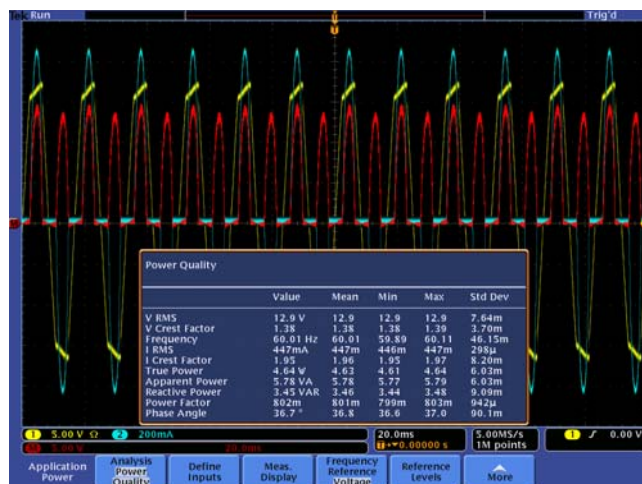 Tek Run Trig'd
Power Quality
Value Mean Min Max Std Dev
V RMS 12.9 V 12.9 12.9 12.9 7.64m
V Crest Factor 1.38 1.38 1.38 1.39 3.70m
Frequency 60.01 Hz 60.01 59.89 60.11 46.15m
I RMS 447mA 447m 446m 447m 298µ
I Crest Factor 1.95 1.96 1.95 1.97 8.20m
True Power 4.64 W 4.63 4.61 4.64 6.03m
Apparent Power 5.78 VA 5.78 5.77 5.79 6.03m
Reactive Power 3.45 VAR 3.46 3.44 3.48 9.09m
Power Factor 802m 801m 799m 803m 942µ
Phase Angle 36.7 ° 36.8 36.6 37.0 90.1m
1 5.00 V Ω 2 200mA 20.0ms 5.00MS/s 1 0.00 V
20.0ms 0.00000 s 1M points
Application Power
Analysis Power Quality
Define Inputs
Meas. Display
Frequency Reference Voltage
Reference Levels
More